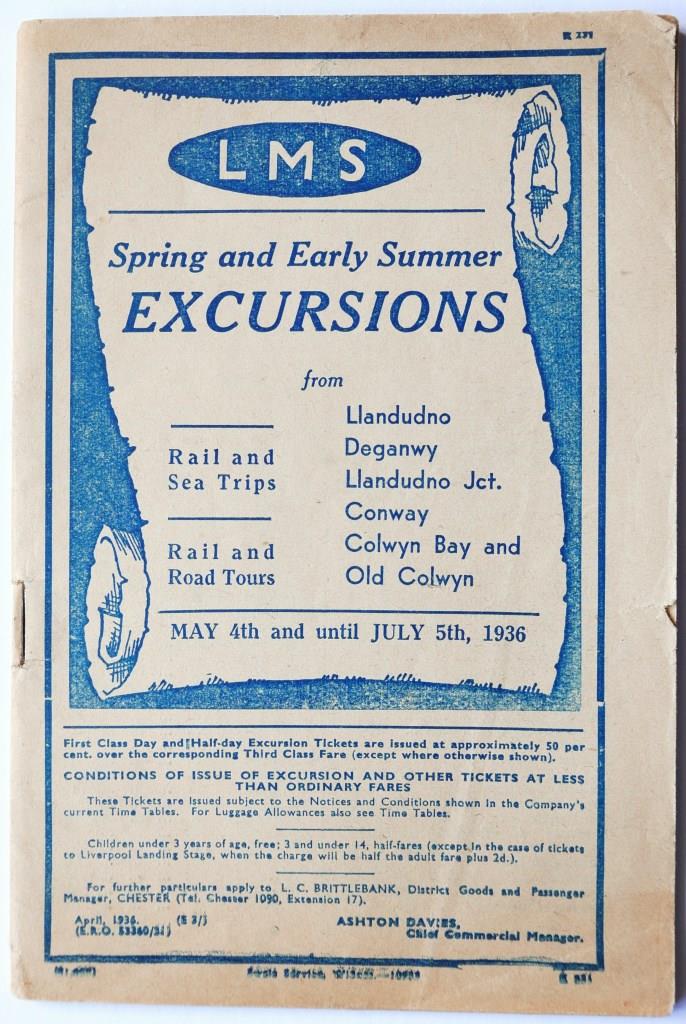 R 231
LMS
Spring and Early Summer
EXCURSIONS
from
Rail and
Sea Trips
Rail and
Road Tours
Llandudno
Deganwy
Llandudno Jct.
Conway
Colwyn Bay and
Old Colwyn
MAY 4th and until JULY 5th, 1936
First Class Day and Half-day Excursion Tickets are issued at approximately 50 per
cent. over the corresponding Third Class Fare (except where otherwise shown).
CONDITIONS OF ISSUE OF EXCURSION AND OTHER TICKETS AT LESS
THAN ORDINARY FARES
These Tickets are issued subject to the Notices and Conditions shown in the Company's
current Time Tables. For Luggage Allowances also see Time Tables.
Children under 3 years of age, free; 3 and under 14, half-fares (except in the case of tickets
to Liverpool Landing Stage, when the charge will be half the adult fare plus 2d.).
For further particulars apply to L. C. BRITTLEBANK, District Goods and Passenger
Manager, CHESTER (Tel. Chester 1090, Extension 17).
April, 1936.
(E.R.O. 53360/31)
ASHTON DAVIES,
Chief Commercial Manager.